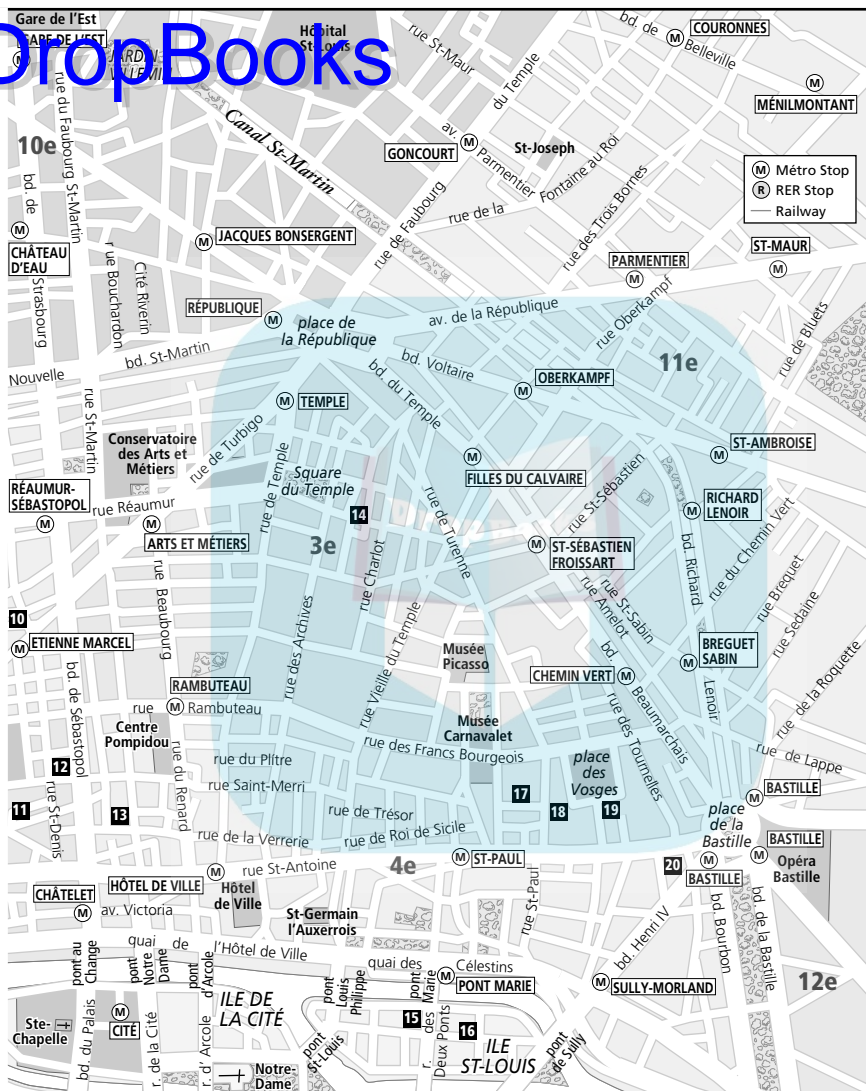 Gare de l'Est
GARE DE L'EST
DropBooks
JARDIN
VILLEMIN
Hôpital
St-Louis
rue St-Maur
du Temple
bd. de
Belleville
COURONNES
MÉNILMONTANT
10e
rue du Faubourg St-Martin
Canal St-Martin
av.
Parmentier
GONCOURT
St-Joseph
Fontaine au Roi
rue de la
rue des Trois Bornes
M Métro Stop
R RER Stop
Railway
bd. de
Strasbourg
CHÂTEAU
D'EAU
rue Bouchardon
Cité Riverin
JACQUES BONSERGENT
rue de Faubourg
PARMENTIER
ST-MAUR
RÉPUBLIQUE
place de
la République
av. de la République
rue Oberkampf
rue de Bluets
Nouvelle
bd. St-Martin
bd. Voltaire
bd. du Temple
OBERKAMPF
11e
rue St-Martin
TEMPLE
Conservatoire
des Arts et
Métiers
rue de Turbigo
rue de Temple
Square
du Temple
FILLES DU CALVAIRE
ST-AMBROISE
RÉAUMUR-
SÉBASTOPOL
rue Réaumur
ARTS ET MÉTIERS
14
3e
DropBooks
rue de Turenne
rue St-Sébastien
RICHARD
LENOIR
ST-SÉBASTIEN
FROISSART
rue du Chemin Vert
bd. Richard
Lenoir
rue Charlot
rue Beaubourg
rue des Archives
rue Vieille du Temple
rue St-Sabin
rue Amelot
rue Breguet
rue Sedaine
rue de la Roquette
10
ETIENNE MARCEL
bd. de Sébastopol
Musée
Picasso
BREGUET
SABIN
CHEMIN VERT
bd.
Beaumarchais
RAMBUTEAU
rue Rambuteau
Centre
Pompidou
rue du Renard
Musée
Carnavalet
rue des Francs Bourgeois
rue des Tournelles
rue de Lappe
rue du Plître
rue Saint-Merri
12
11
13
rue St-Denis
place
des
Vosges
17
18
19
BASTILLE
rue de Trésor
rue de Roi de Sicile
rue de la Verrerie
place
de la
Bastille
BASTILLE
Opéra
Bastille
rue St-Antoine
4e
ST-PAUL
rue St-Paul
20
BASTILLE
CHÂTELET
HÔTEL DE VILLE
Hôtel
de Ville
av. Victoria
St-Germain
l'Auxerrois
bd. Henri IV
bd. Bourbon
bd. de la Bastille
quai de l'Hôtel de Ville
quai des Célestins
pont au
Change
pont
Notre
Dame
pont
d'Arcole
pont
Louis
Philippe
pont
Marie
PONT MARIE
SULLY-MORLAND
12e
ILE DE
LA CITÉ
Ste-
Chapelle
bd. du Palais
CITÉ
r. de la Cité
r. d'Arcole
Notre-
Dame
pont
St-Louis
15
16
r. des
Deux Ponts
ILE
ST-LOUIS
pont
de Sully